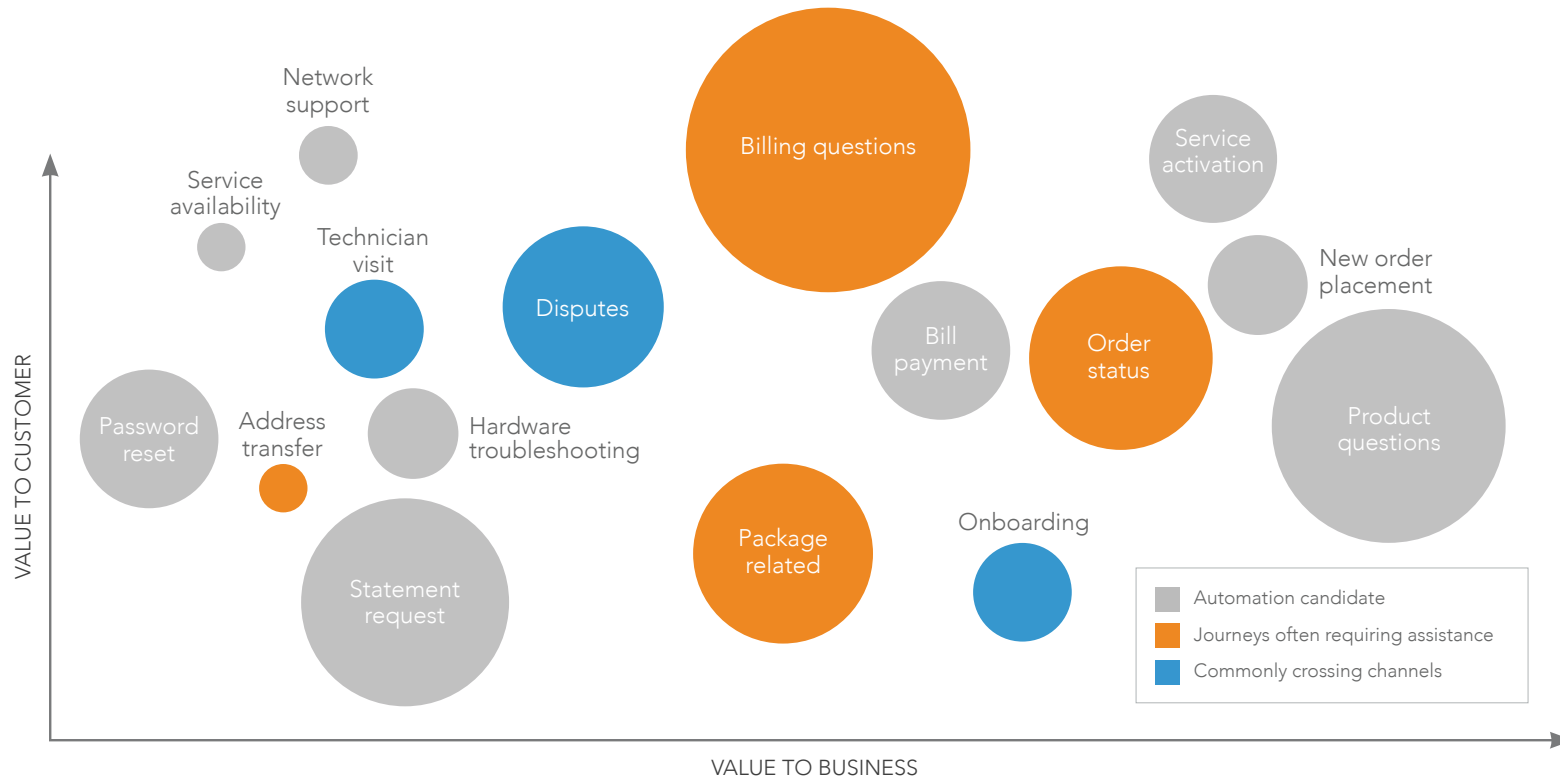 Network
support
Billing questions
Service
activation
Service
availability
Technician
visit
New order
placement
Disputes
Bill
payment
Order
status
Password
reset
Address
transfer
Hardware
troubleshooting
Product
questions
Package
related
Onboarding
Statement
request
Automation candidate
Journeys often requiring assistance
Commonly crossing channels
VALUE TO CUSTOMER
VALUE TO BUSINESS